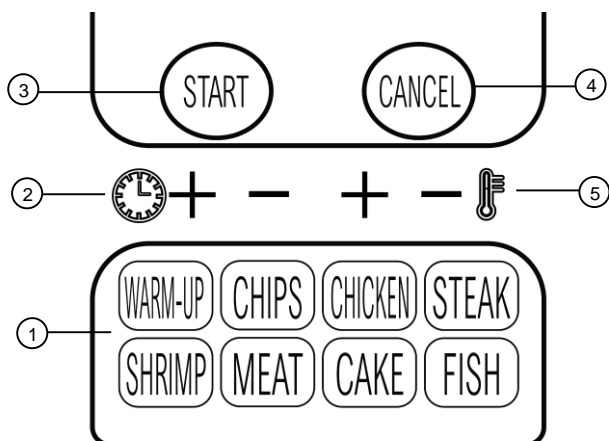 3 START CANCEL 4
2 + − + − 5
1
WARM-UP CHIPS CHICKEN STEAK
SHRIMP MEAT CAKE FISH